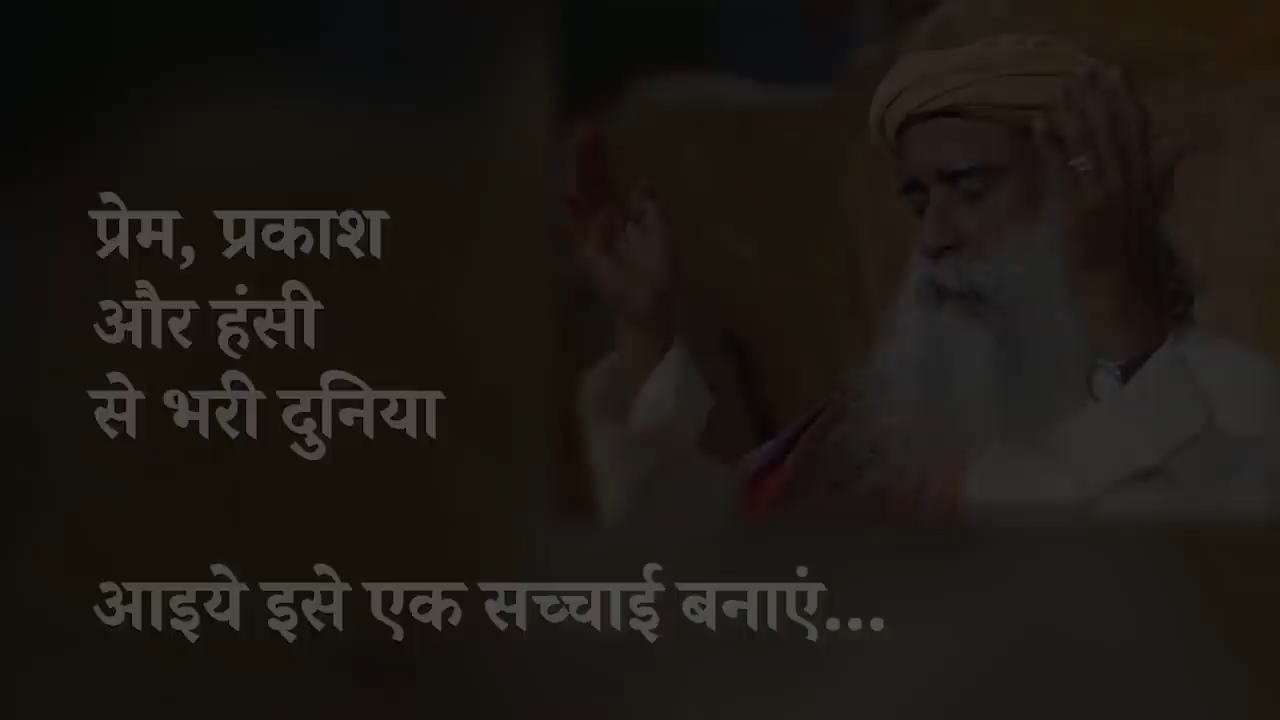 प्रेम, प्रकाश
और हंसी
से भरी दुनिया
आइये इसे एक सच्चाई बनाएं...